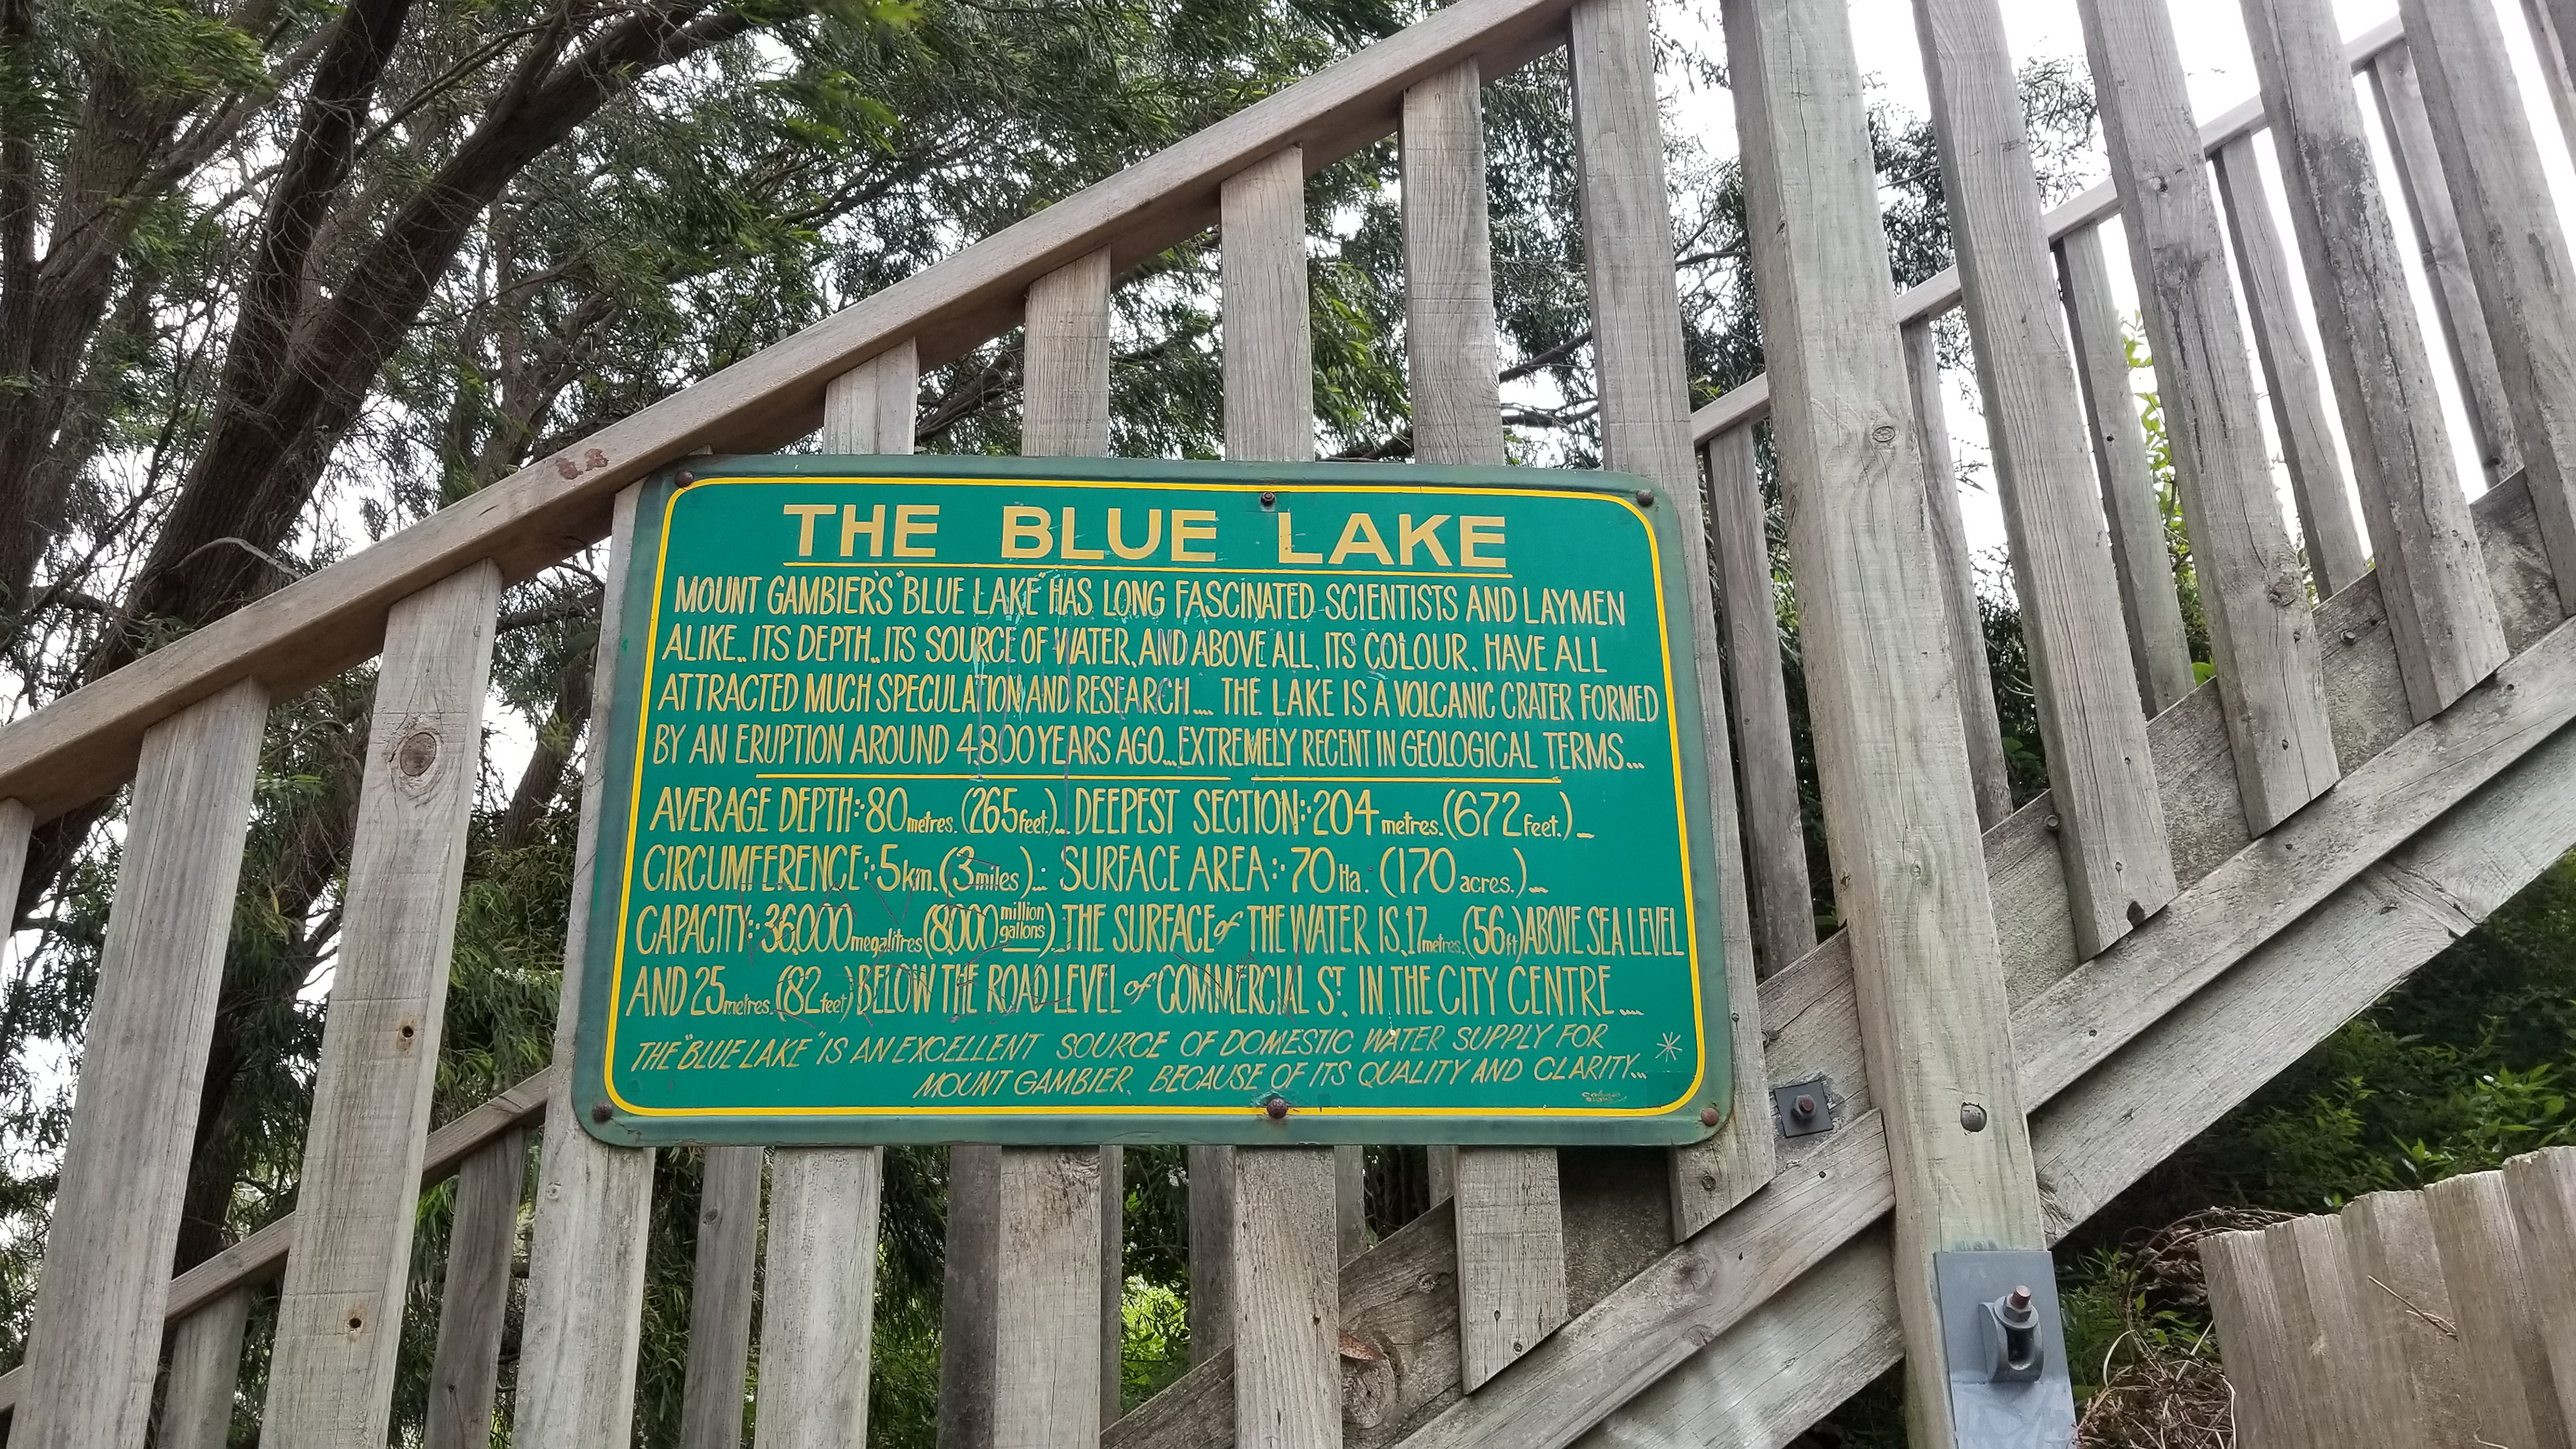 THE BLUE LAKE
MOUNT GAMBIER'S "BLUE LAKE" HAS LONG FASCINATED SCIENTISTS AND LAYMEN
ALIKE.. ITS DEPTH.. ITS SOURCE OF WATER, AND ABOVE ALL, ITS COLOUR, HAVE ALL
ATTRACTED MUCH SPECULATION AND RESEARCH.... THE LAKE IS A VOLCANIC CRATER FORMED
BY AN ERUPTION AROUND 4,800 YEARS AGO... EXTREMELY RECENT IN GEOLOGICAL TERMS...
AVERAGE DEPTH:- 80 metres. (265 feet.)... DEEPEST SECTION:- 204 metres. (672 feet.)...
CIRCUMFERENCE:- 5 km. (3 miles)... SURFACE AREA:- 70 Ha. (170 acres.)...
CAPACITY:- 36,000 megalitres (8,000 million gallons). THE SURFACE of THE WATER IS, 17 metres. (56 ft) ABOVE SEA LEVEL
AND 25 metres. (82 feet) BELOW THE ROAD LEVEL of COMMERCIAL ST. IN THE CITY CENTRE....
THE "BLUE LAKE" IS AN EXCELLENT SOURCE OF DOMESTIC WATER SUPPLY FOR
MOUNT GAMBIER, BECAUSE OF ITS QUALITY AND CLARITY...